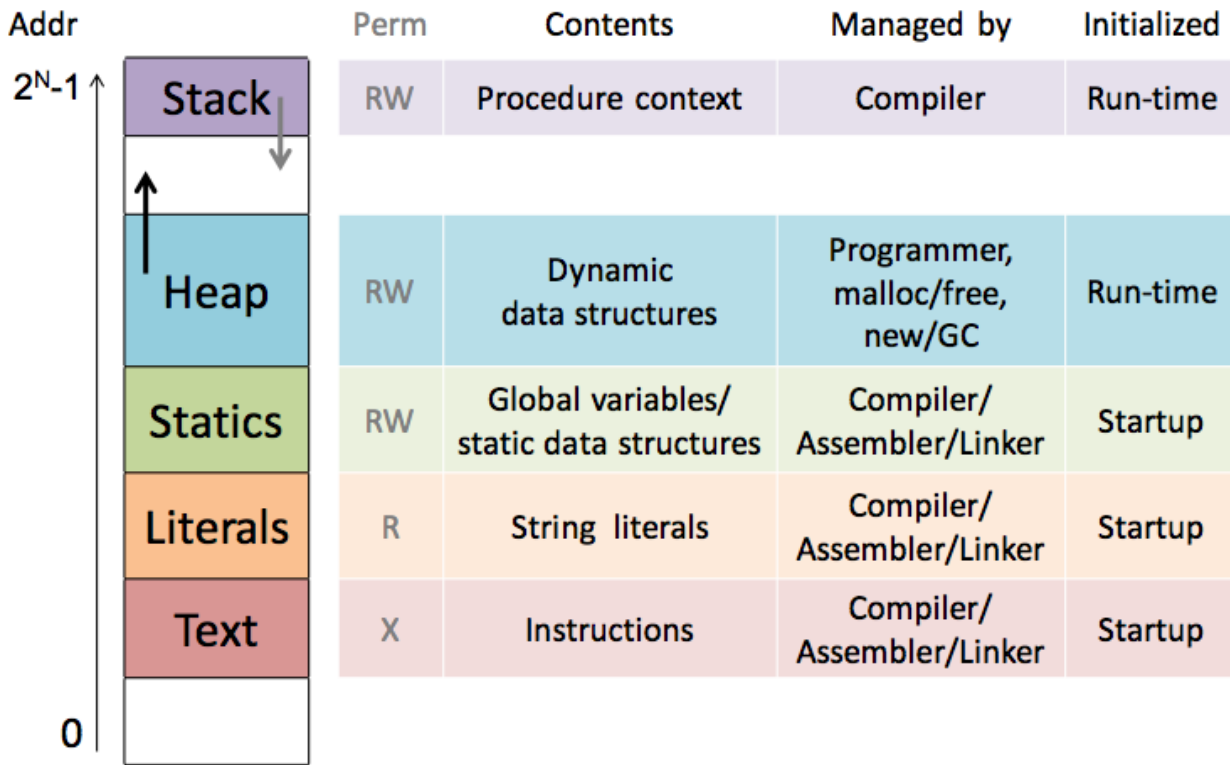 Addr Perm Contents Managed by Initialized
2ᴺ-1 Stack RW Procedure context Compiler Run-time
Heap RW Dynamic
data structures Programmer,
malloc/free,
new/GC Run-time
Statics RW Global variables/
static data structures Compiler/
Assembler/Linker Startup
Literals R String literals Compiler/
Assembler/Linker Startup
Text X Instructions Compiler/
Assembler/Linker Startup
0